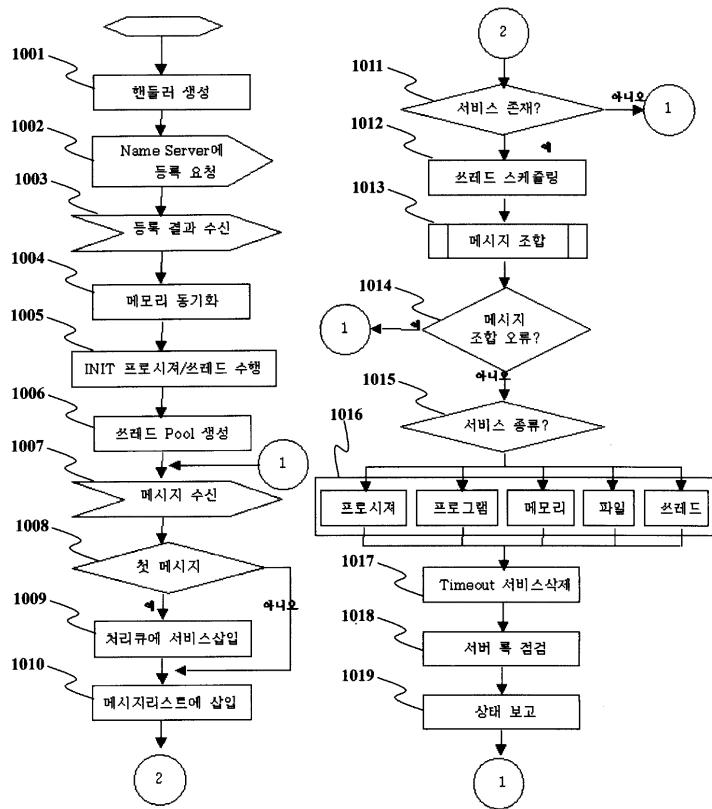 1001
핸들러 생성
1002
Name Server에
등록 요청
1003
등록 결과 수신
1004
메모리 동기화
1005
INIT 프로시져/쓰레드 수행
1006
쓰레드 Pool 생성
1007
1
메시지 수신
1008
첫 메시지
예
아니오
1009
처리큐에 서비스삽입
1010
메시지리스트에 삽입
2
2
1011
서비스 존재?
아니오
1
예
1012
쓰레드 스케쥴링
1013
메시지 조합
1014
메시지
조합 오류?
예
1
아니오
1015
서비스 종류?
1016
프로시져
프로그램
메모리
파일
쓰레드
1017
Timeout 서비스삭제
1018
서버 록 점검
1019
상태 보고
1